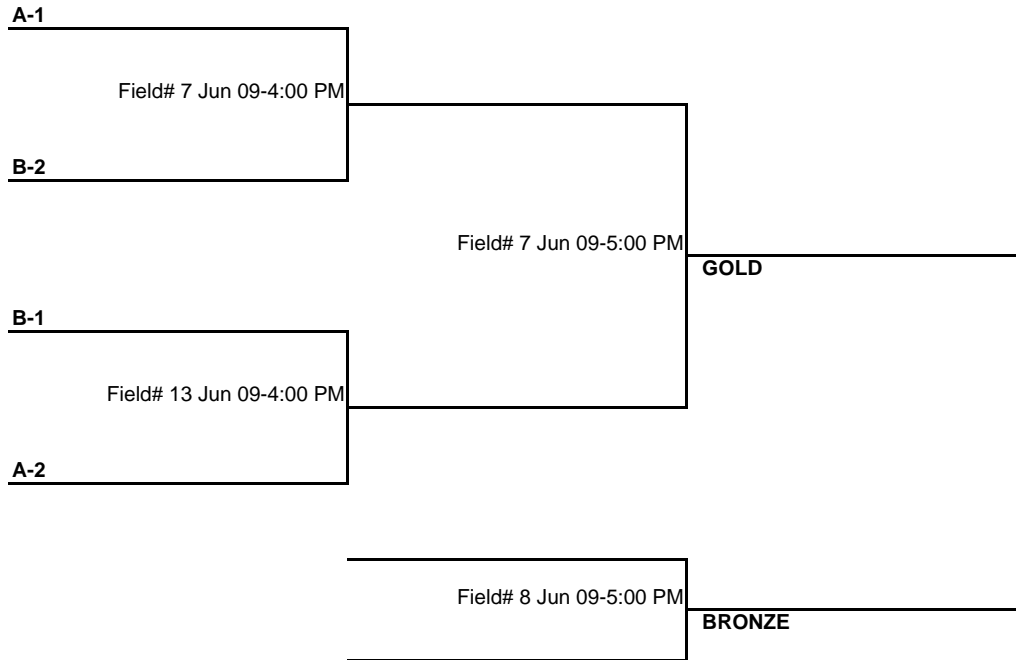 A-1
Field# 7 Jun 09-4:00 PM
B-2
Field# 7 Jun 09-5:00 PM
GOLD
B-1
Field# 13 Jun 09-4:00 PM
A-2
Field# 8 Jun 09-5:00 PM
BRONZE